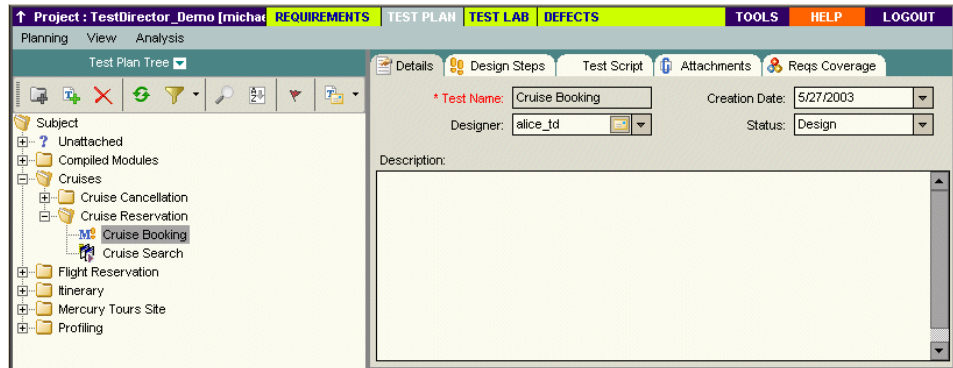 Project : TestDirector_Demo [michae REQUIREMENTS TEST PLAN TEST LAB DEFECTS TOOLS HELP LOGOUT
Planning View Analysis
Test Plan Tree
Details Design Steps Test Script Attachments Reqs Coverage
* Test Name: Cruise Booking Creation Date: 5/27/2003
Designer: alice_td Status: Design
Description:
Subject
Unattached
Compiled Modules
Cruises
Cruise Cancellation
Cruise Reservation
Cruise Booking
Cruise Search
Flight Reservation
Itinerary
Mercury Tours Site
Profiling